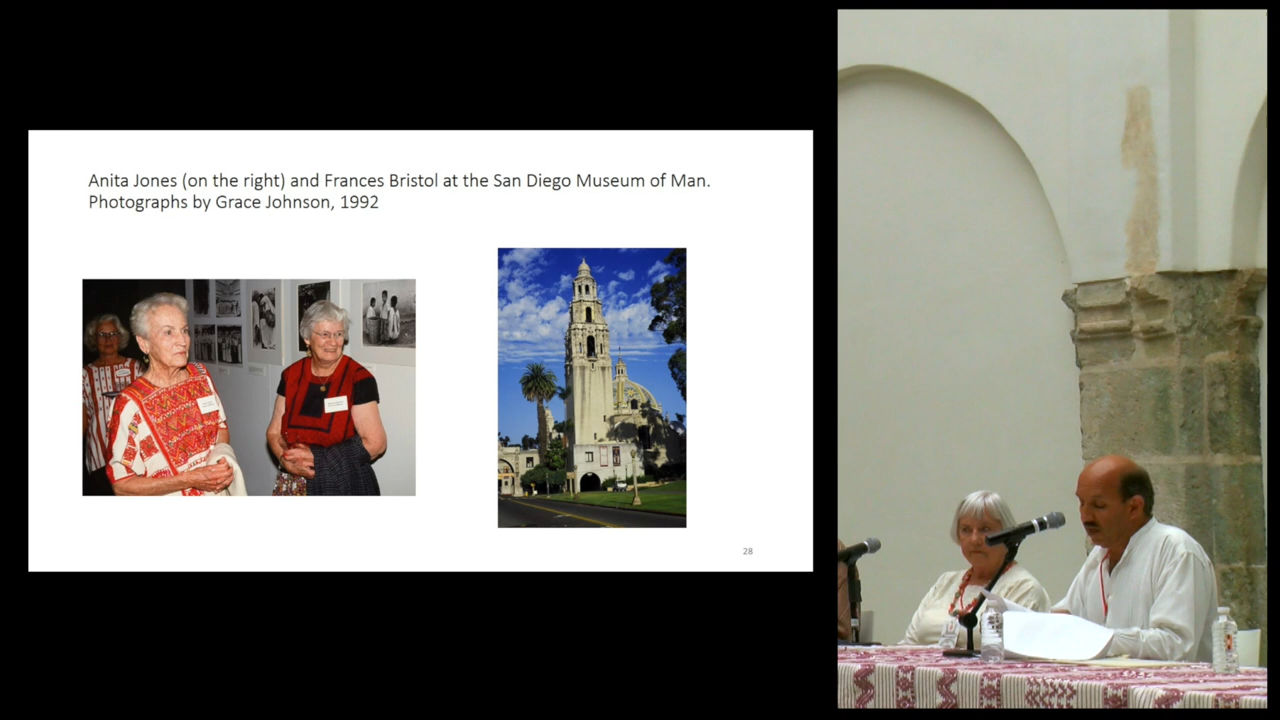 Anita Jones (on the right) and Frances Bristol at the San Diego Museum of Man.
Photographs by Grace Johnson, 1992
28